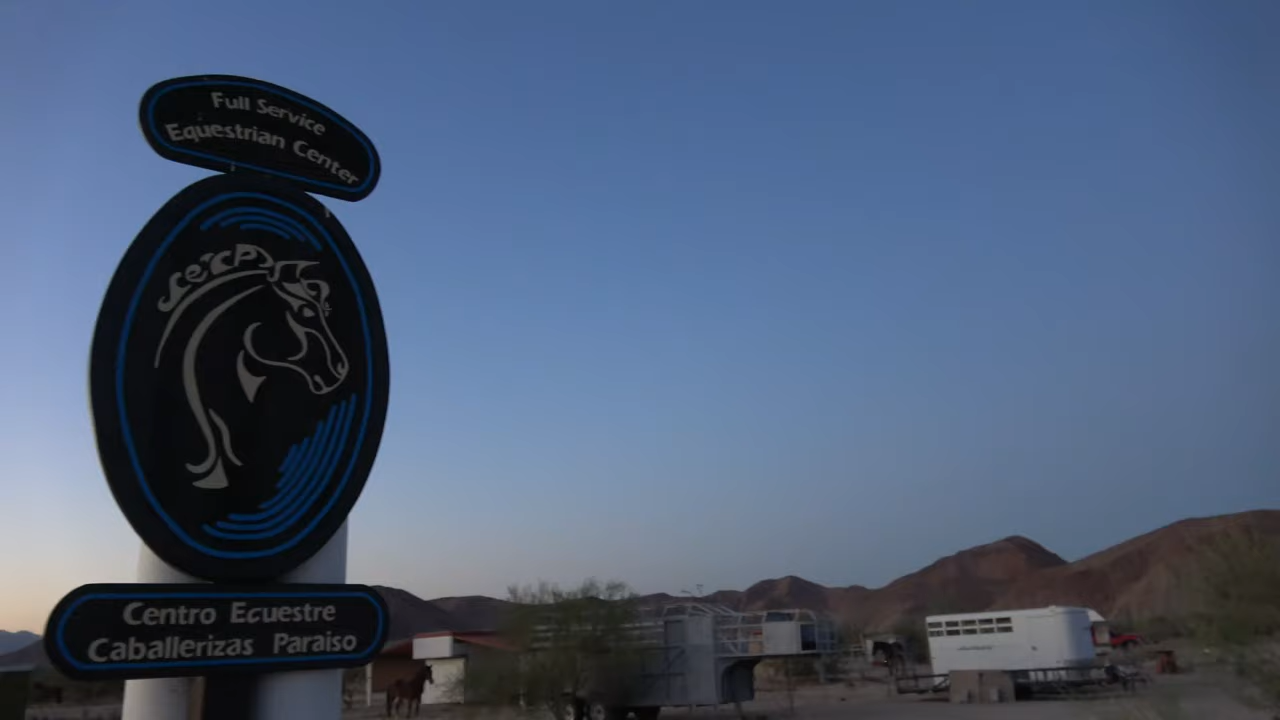 Full Service
Equestrian Center
Centro Ecuestre
Caballerizas Paraiso